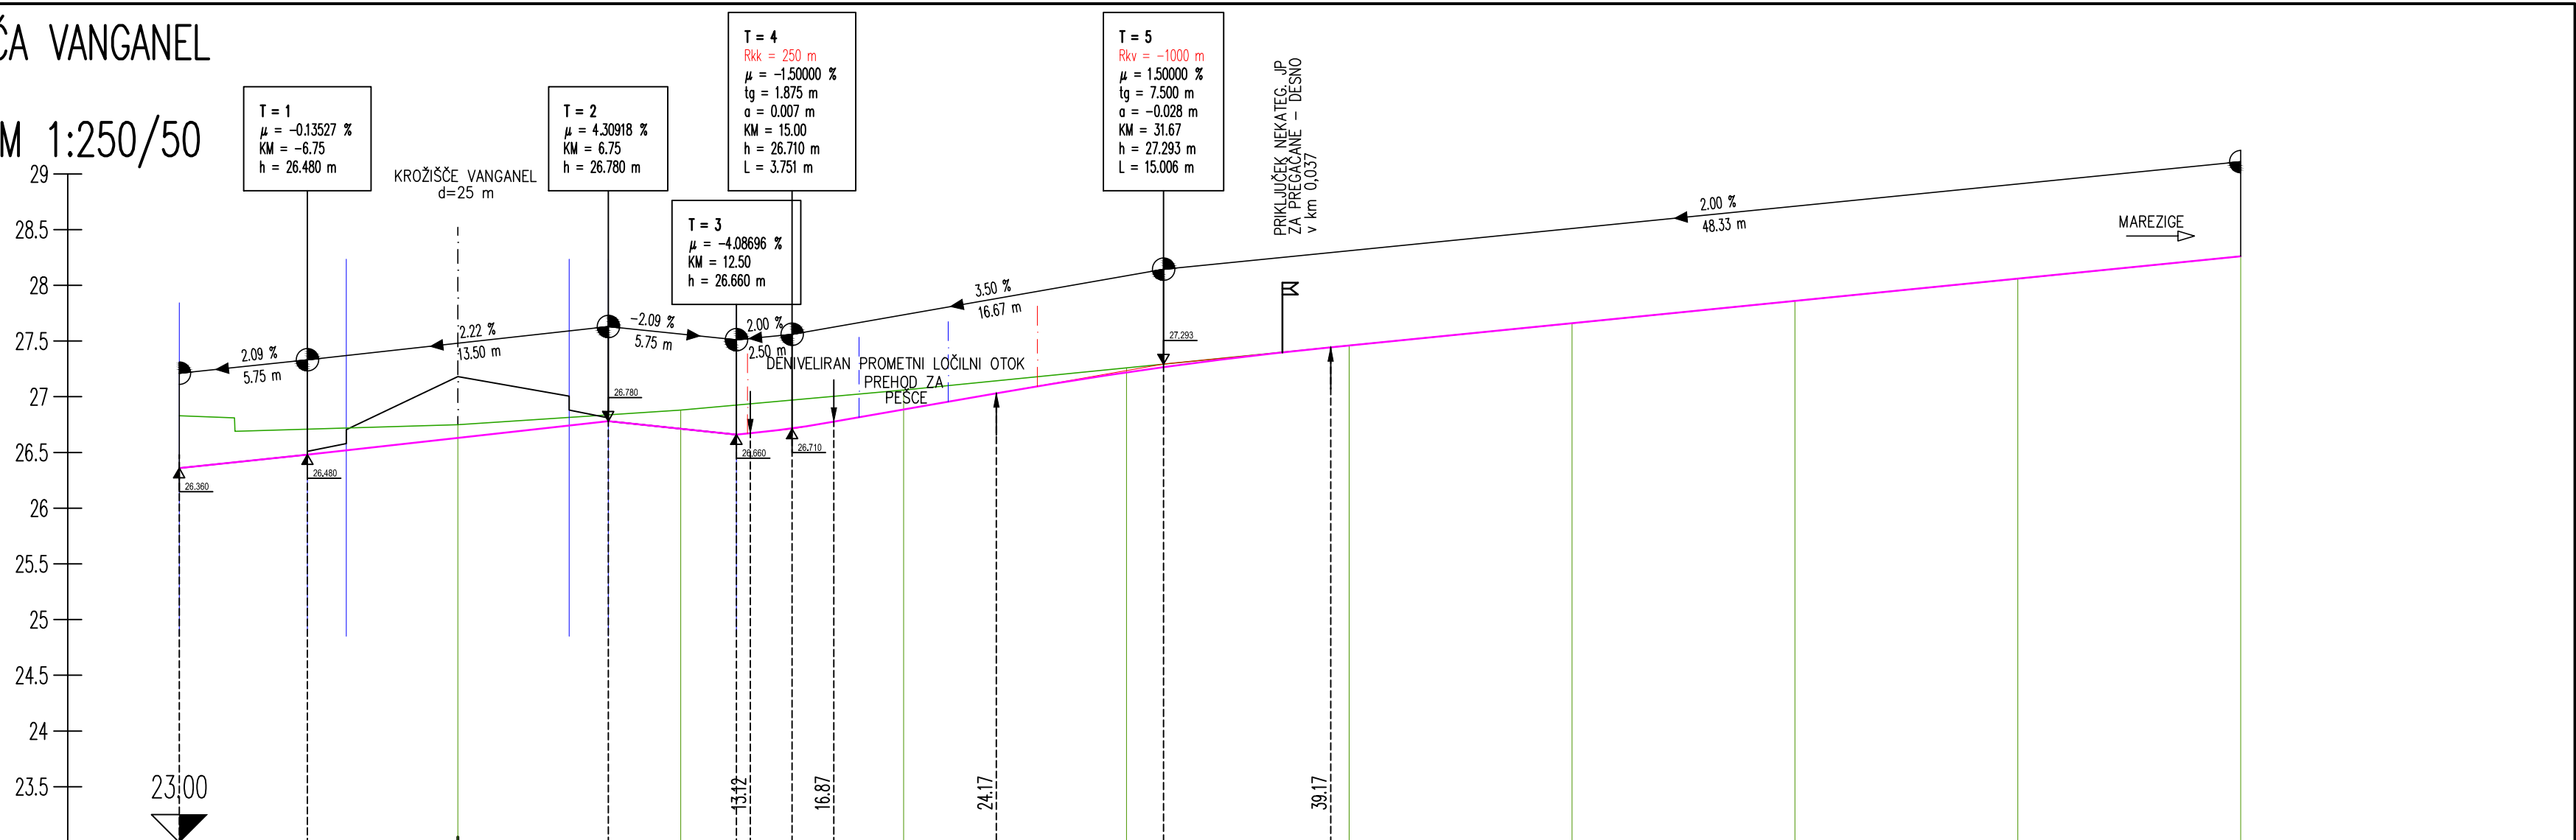 ČA VANGANEL
M 1:250/50
T = 1
μ = -0.13527 %
KM = -6.75
h = 26.480 m
KROŽIŠČE VANGANEL
d=25 m
T = 2
μ = 4.30918 %
KM = 6.75
h = 26.780 m
T = 4
Rkk = 250 m
μ = -1.50000 %
tg = 1.875 m
a = 0.007 m
KM = 15.00
h = 26.710 m
L = 3.751 m
T = 3
μ = -4.08696 %
KM = 12.50
h = 26.660 m
T = 5
Rkv = -1000 m
μ = 1.50000 %
tg = 7.500 m
a = -0.028 m
KM = 31.67
h = 27.293 m
L = 15.006 m
PRIKLJUČEK NEKATEG. JP
ZA PREGAČANE - DESNO
v km 0,037
MAREZIGE
29
28.5
28
27.5
27
26.5
26
25.5
25
24.5
24
23.5
2.09 %
5.75 m
2.22 %
13.50 m
-2.09 %
5.75 m
2.00 %
2.50 m
3.50 %
16.67 m
2.00 %
48.33 m
DENIVELIRAN PROMETNI LOČILNI OTOK
PREHOD ZA
PEŠCE
26.360
26.480
26.780
26.660
26.710
27.293
23.00
13.12
16.87
24.17
39.17